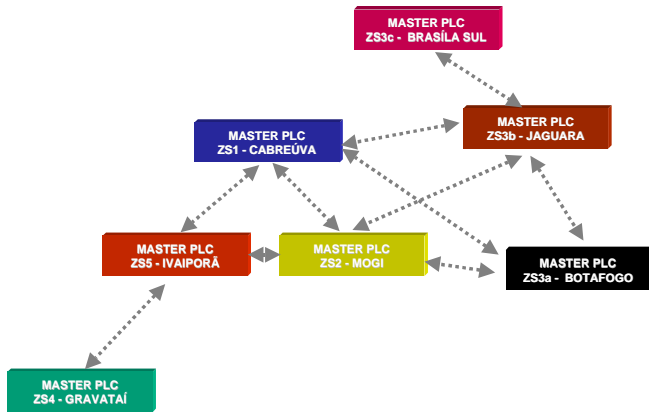 MASTER PLC
ZS3c - BRASÍLA SUL
MASTER PLC
ZS3b - JAGUARA
MASTER PLC
ZS1 - CABREÚVA
MASTER PLC
ZS5 - IVAIPORÃ
MASTER PLC
ZS2 - MOGI
MASTER PLC
ZS3a - BOTAFOGO
MASTER PLC
ZS4 - GRAVATAÍ